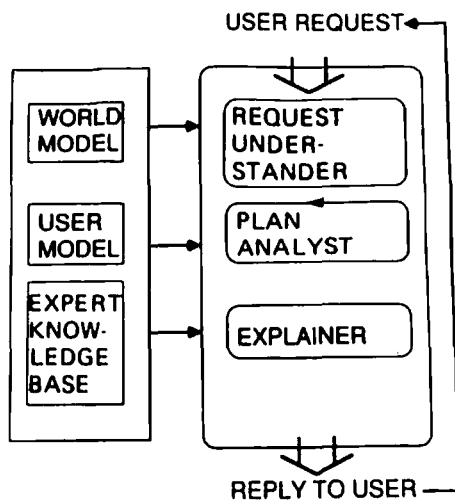 USER REQUEST
WORLD
MODEL
USER
MODEL
EXPERT
KNOW-
LEDGE
BASE
REQUEST
UNDER-
STANDER
PLAN
ANALYST
EXPLAINER
REPLY TO USER